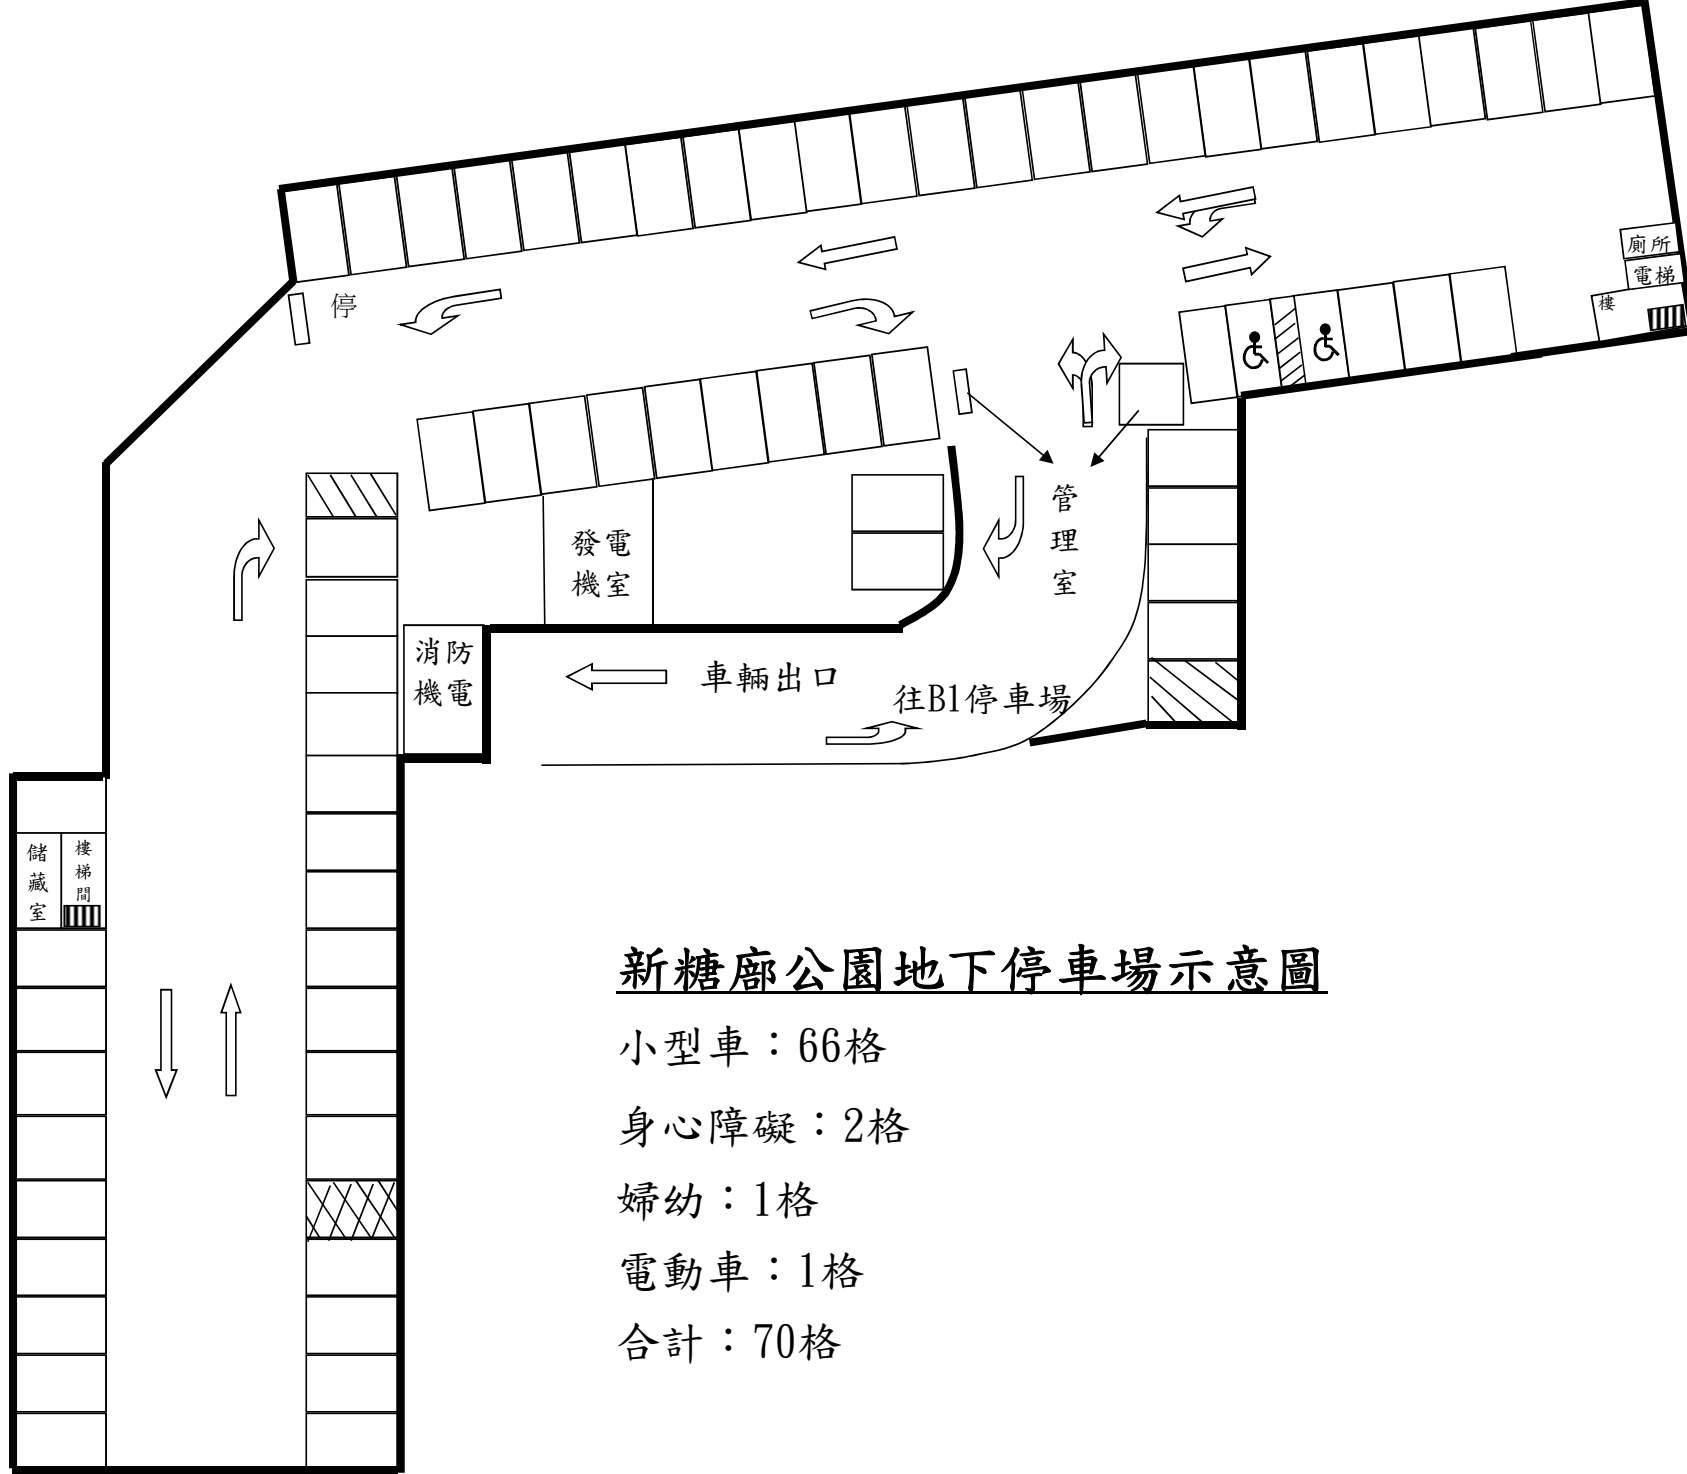 廁所
電梯
樓
停
管
理
室
發電
機室
消防
機電
車輛出口
往B1停車場
儲
藏
室
樓
梯
間
新糖廍公園地下停車場示意圖
小型車：66格
身心障礙：2格
婦幼：1格
電動車：1格
合計：70格